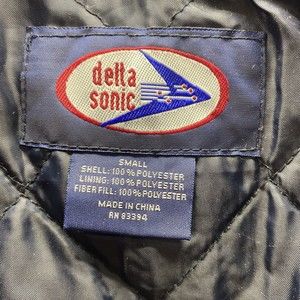 delta
sonic
SMALL
SHELL: 100% POLYESTER
LINING: 100% POLYESTER
FIBER FILL: 100% POLYESTER
MADE IN CHINA
RN 83394